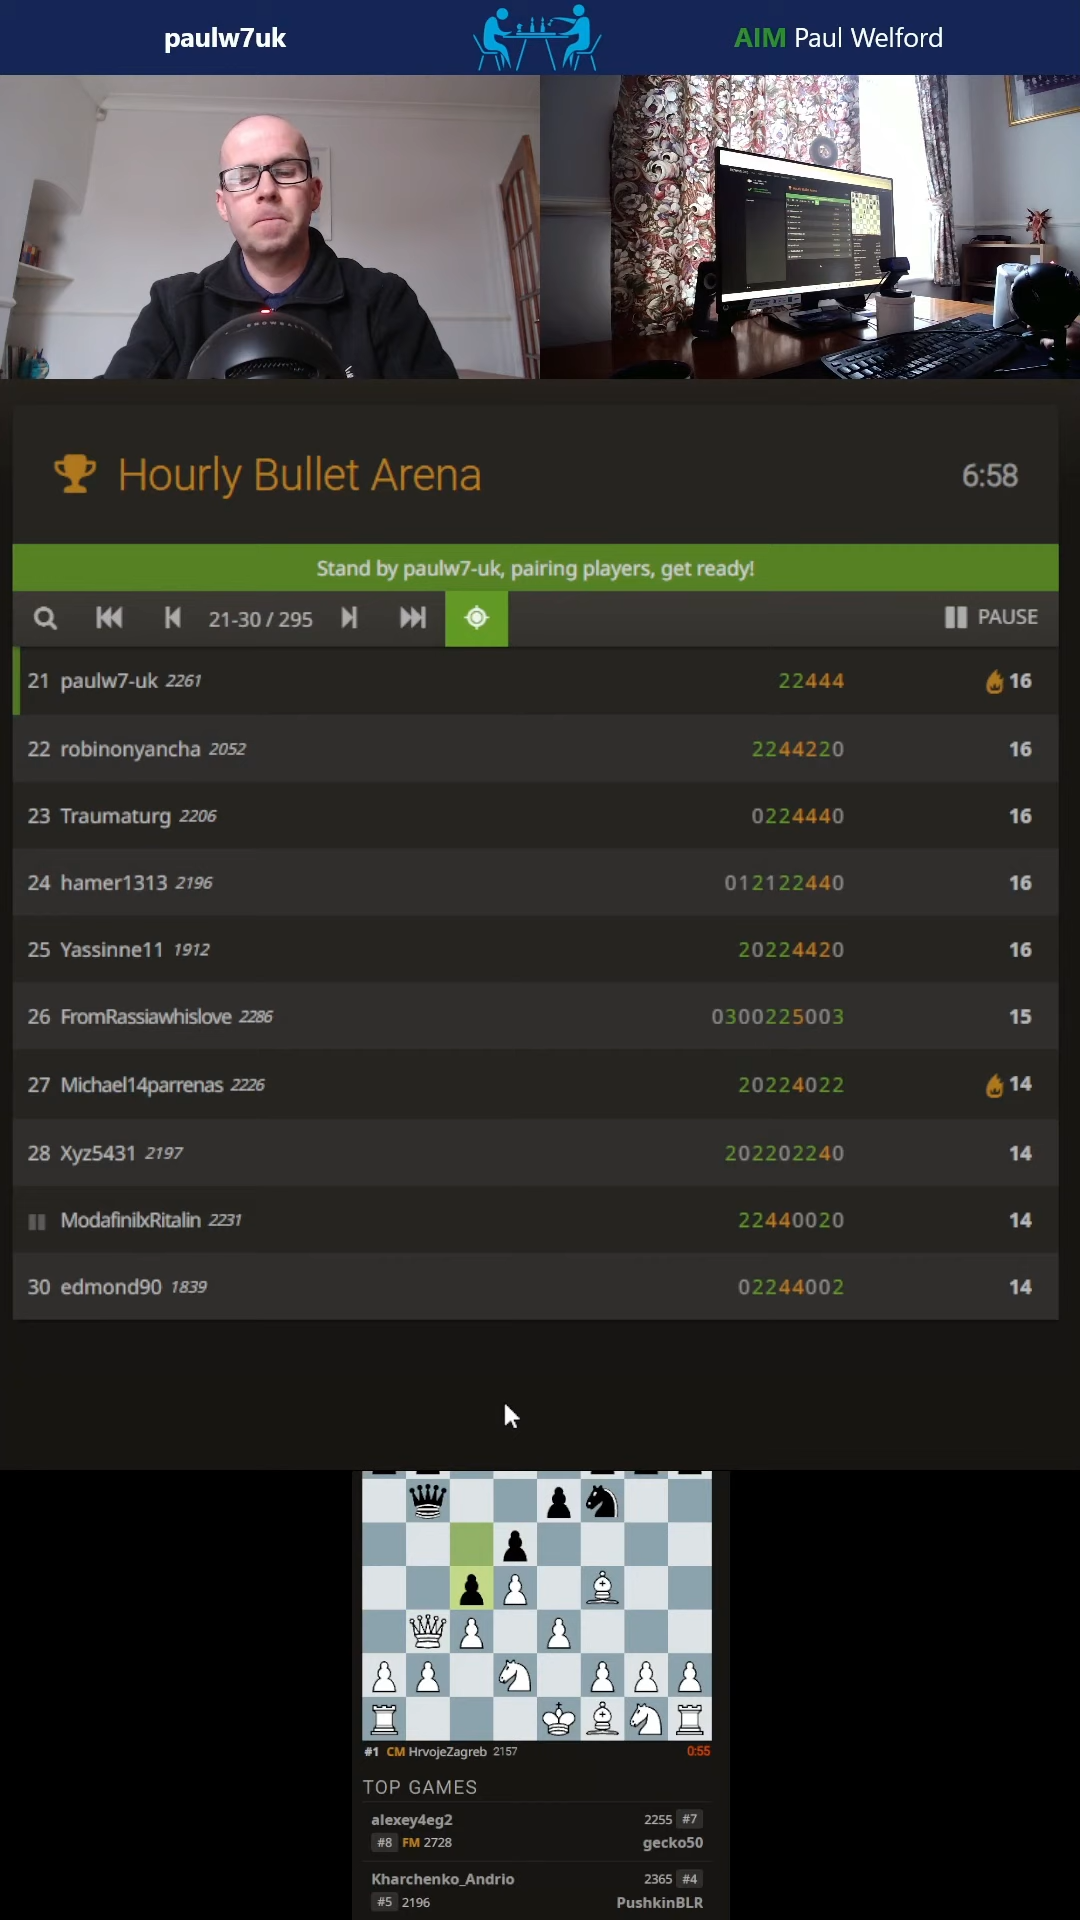 paulw7uk
AIM Paul Welford
Hourly Bullet Arena
6:58
Stand by paulw7-uk, pairing players, get ready!
21-30 / 295
PAUSE
21 paulw7-uk 2261 22444 16
22 robinonyancha 2052 2244220 16
23 Traumaturg 2206 0224440 16
24 hamer1313 2196 012122440 16
25 Yassinne11 1912 20224420 16
26 FromRassiawhislove 2286 0300225003 15
27 Michael14parrenas 2226 20224022 14
28 Xyz5431 2197 202202240 14
ModafinilxRitalin 2231 22440020 14
30 edmond90 1839 02244002 14
#1 CM HrvojeZagreb 2157 0:55
TOP GAMES
alexey4eg2 2255 #7
#8 FM 2728 gecko50
Kharchenko_Andrio 2365 #4
#5 2196 PushkinBLR